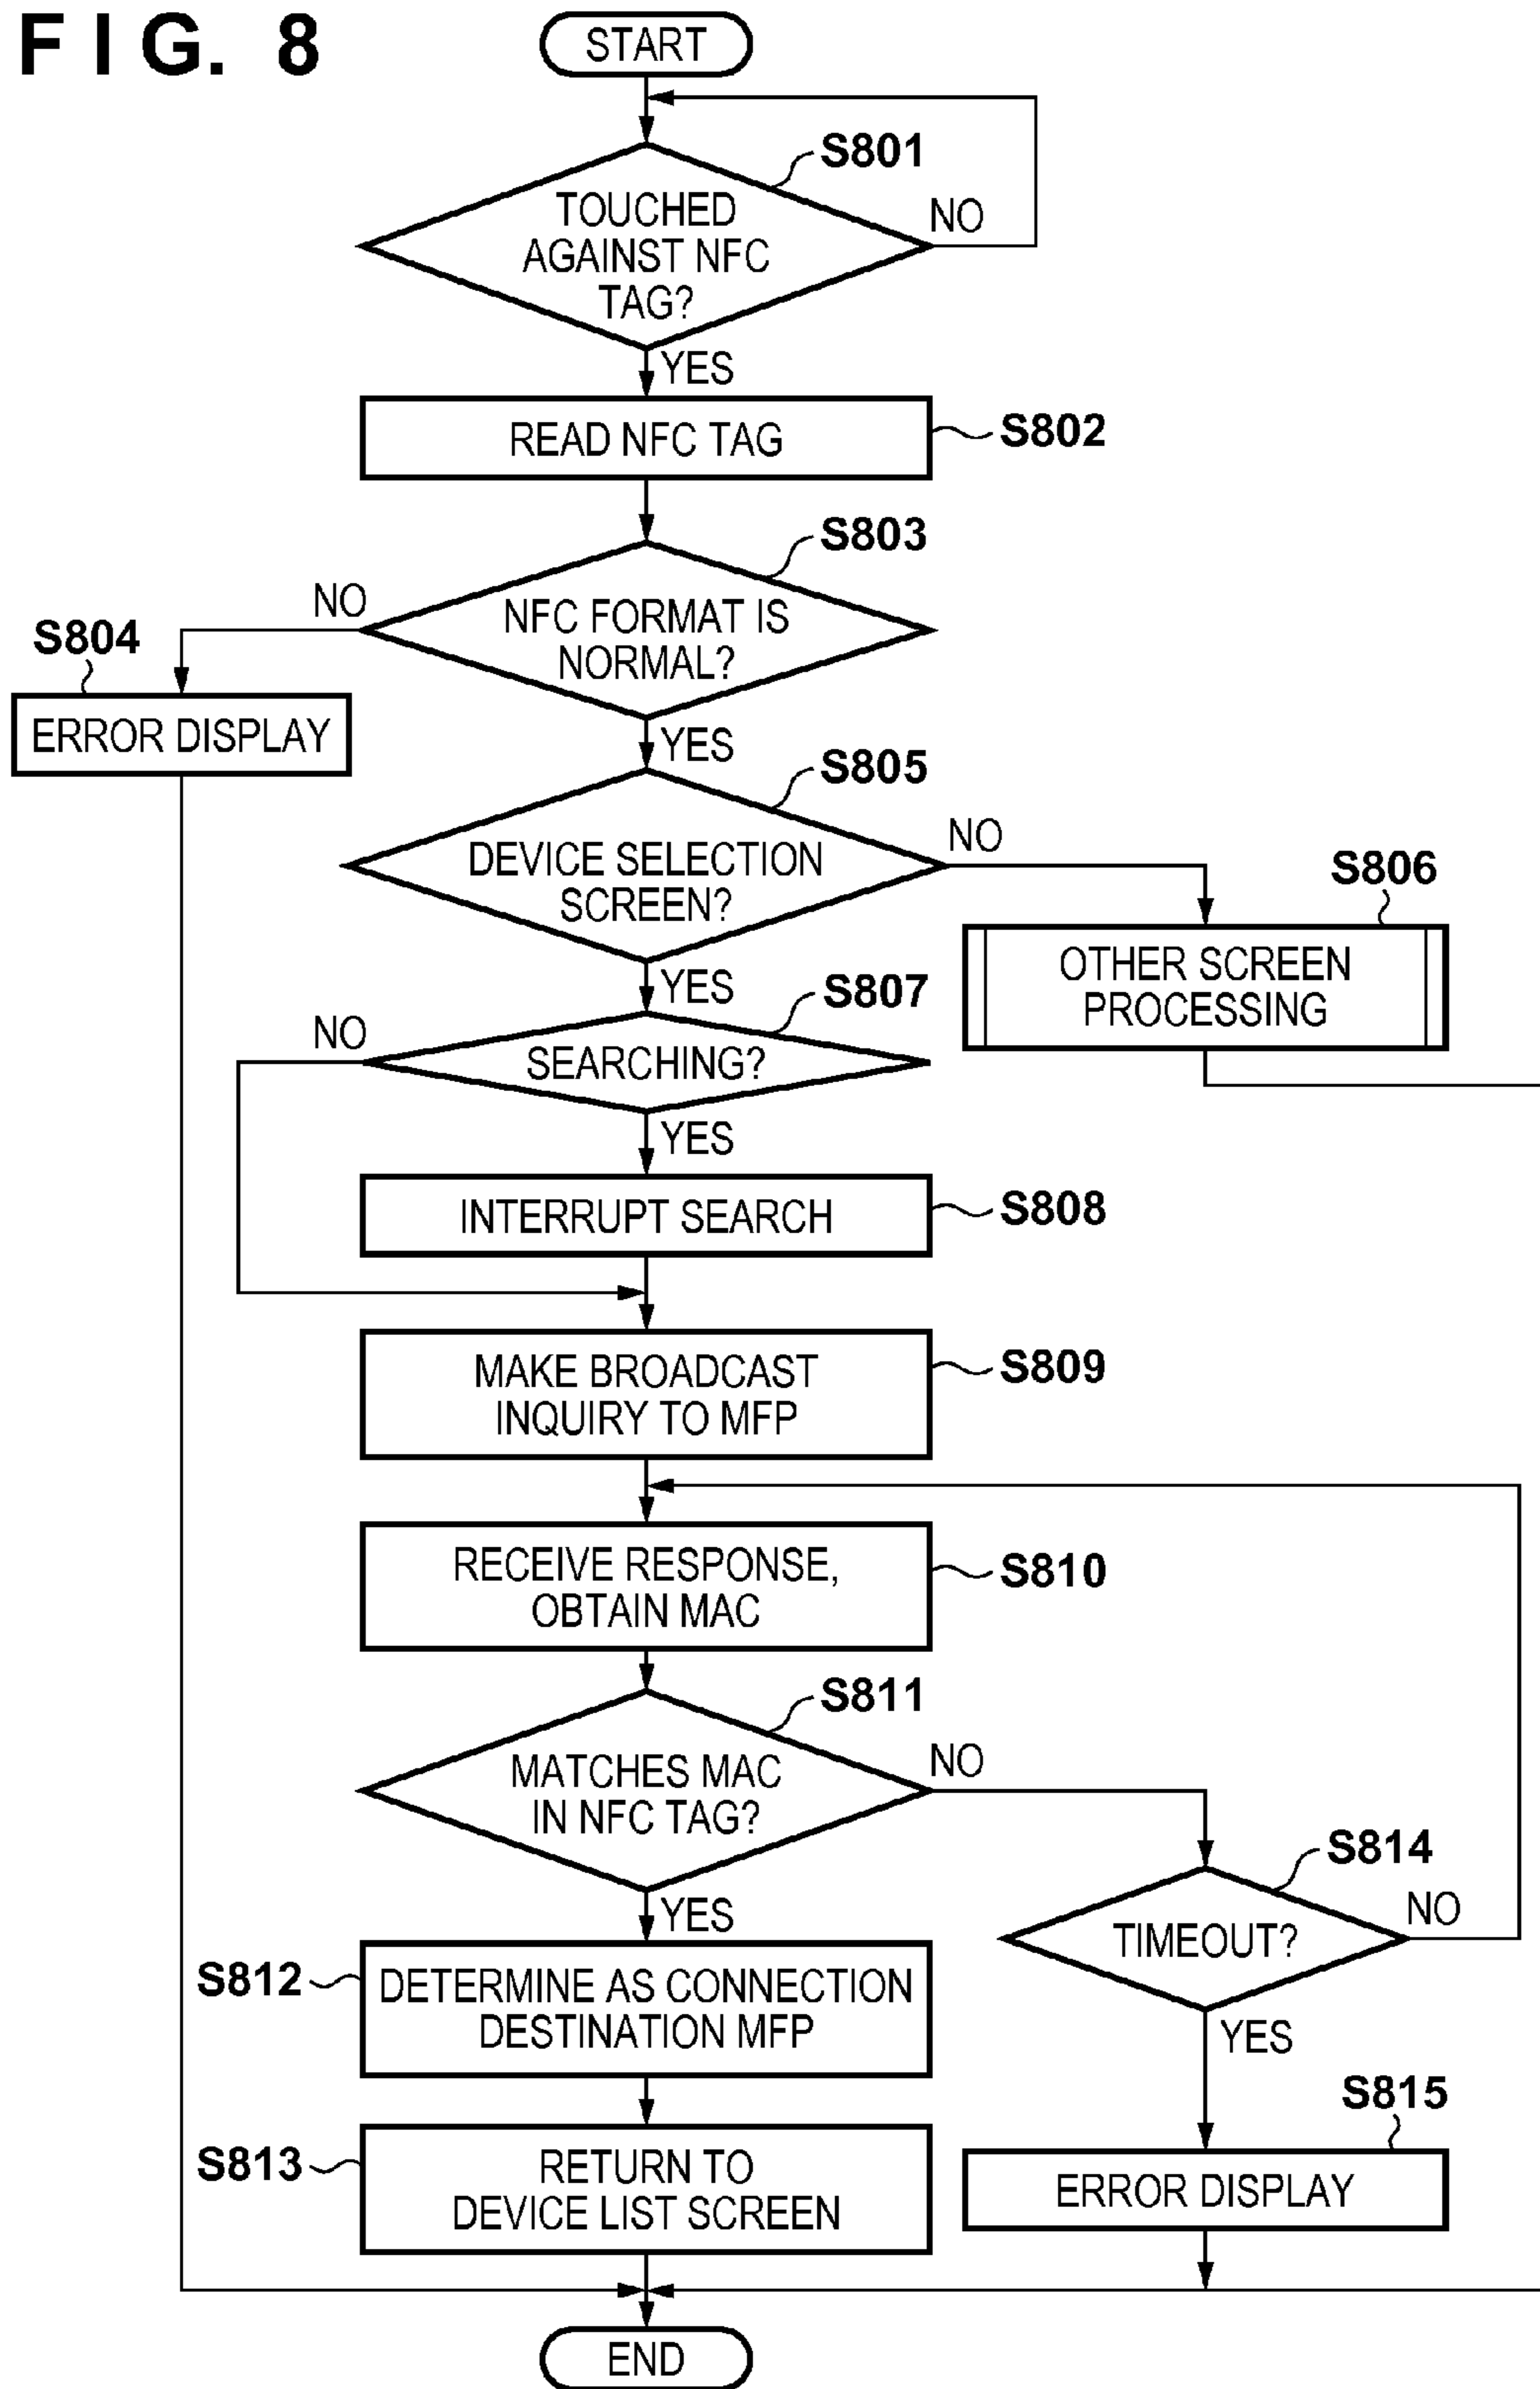 FIG. 8
START
S801
TOUCHED
AGAINST NFC
TAG?
NO
YES
READ NFC TAG
S802
S803
NO
NFC FORMAT IS
NORMAL?
S804
ERROR DISPLAY
YES
S805
DEVICE SELECTION
SCREEN?
NO
S806
OTHER SCREEN
PROCESSING
YES
S807
NO
SEARCHING?
YES
INTERRUPT SEARCH
S808
MAKE BROADCAST
INQUIRY TO MFP
S809
RECEIVE RESPONSE,
OBTAIN MAC
S810
S811
MATCHES MAC
IN NFC TAG?
NO
S814
TIMEOUT?
NO
YES
S812
DETERMINE AS CONNECTION
DESTINATION MFP
YES
S815
S813
RETURN TO
DEVICE LIST SCREEN
ERROR DISPLAY
END